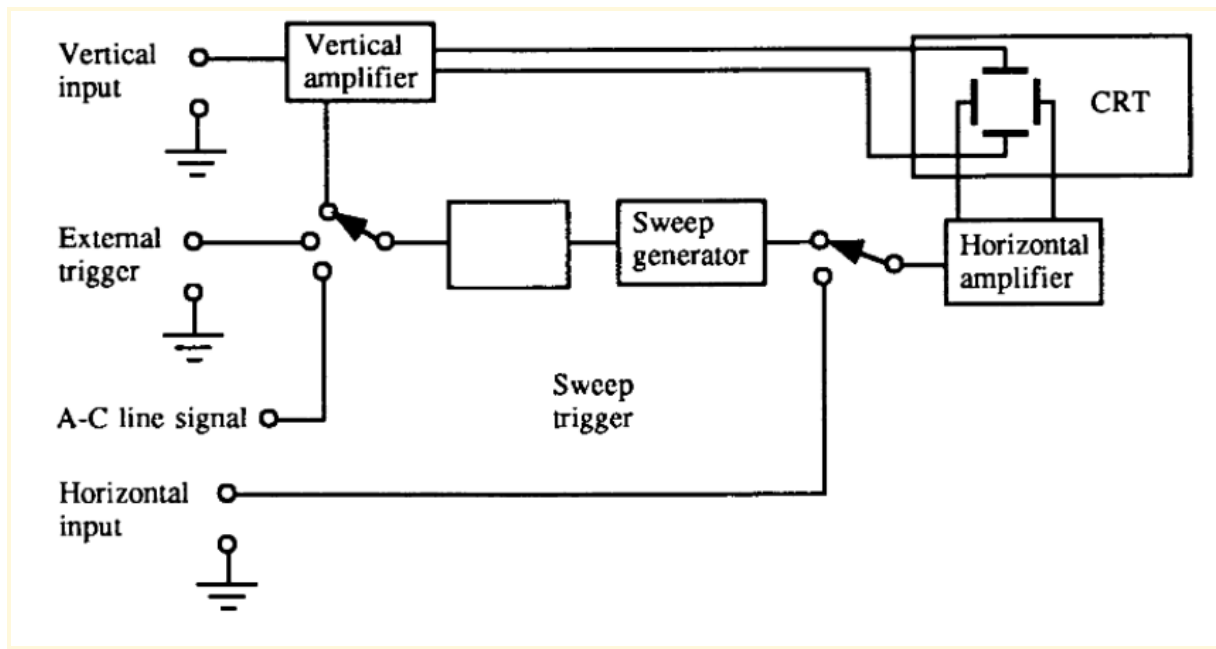 Vertical
input
Vertical
amplifier
CRT
External
trigger
Sweep
generator
Horizontal
amplifier
Sweep
trigger
A-C line signal
Horizontal
input